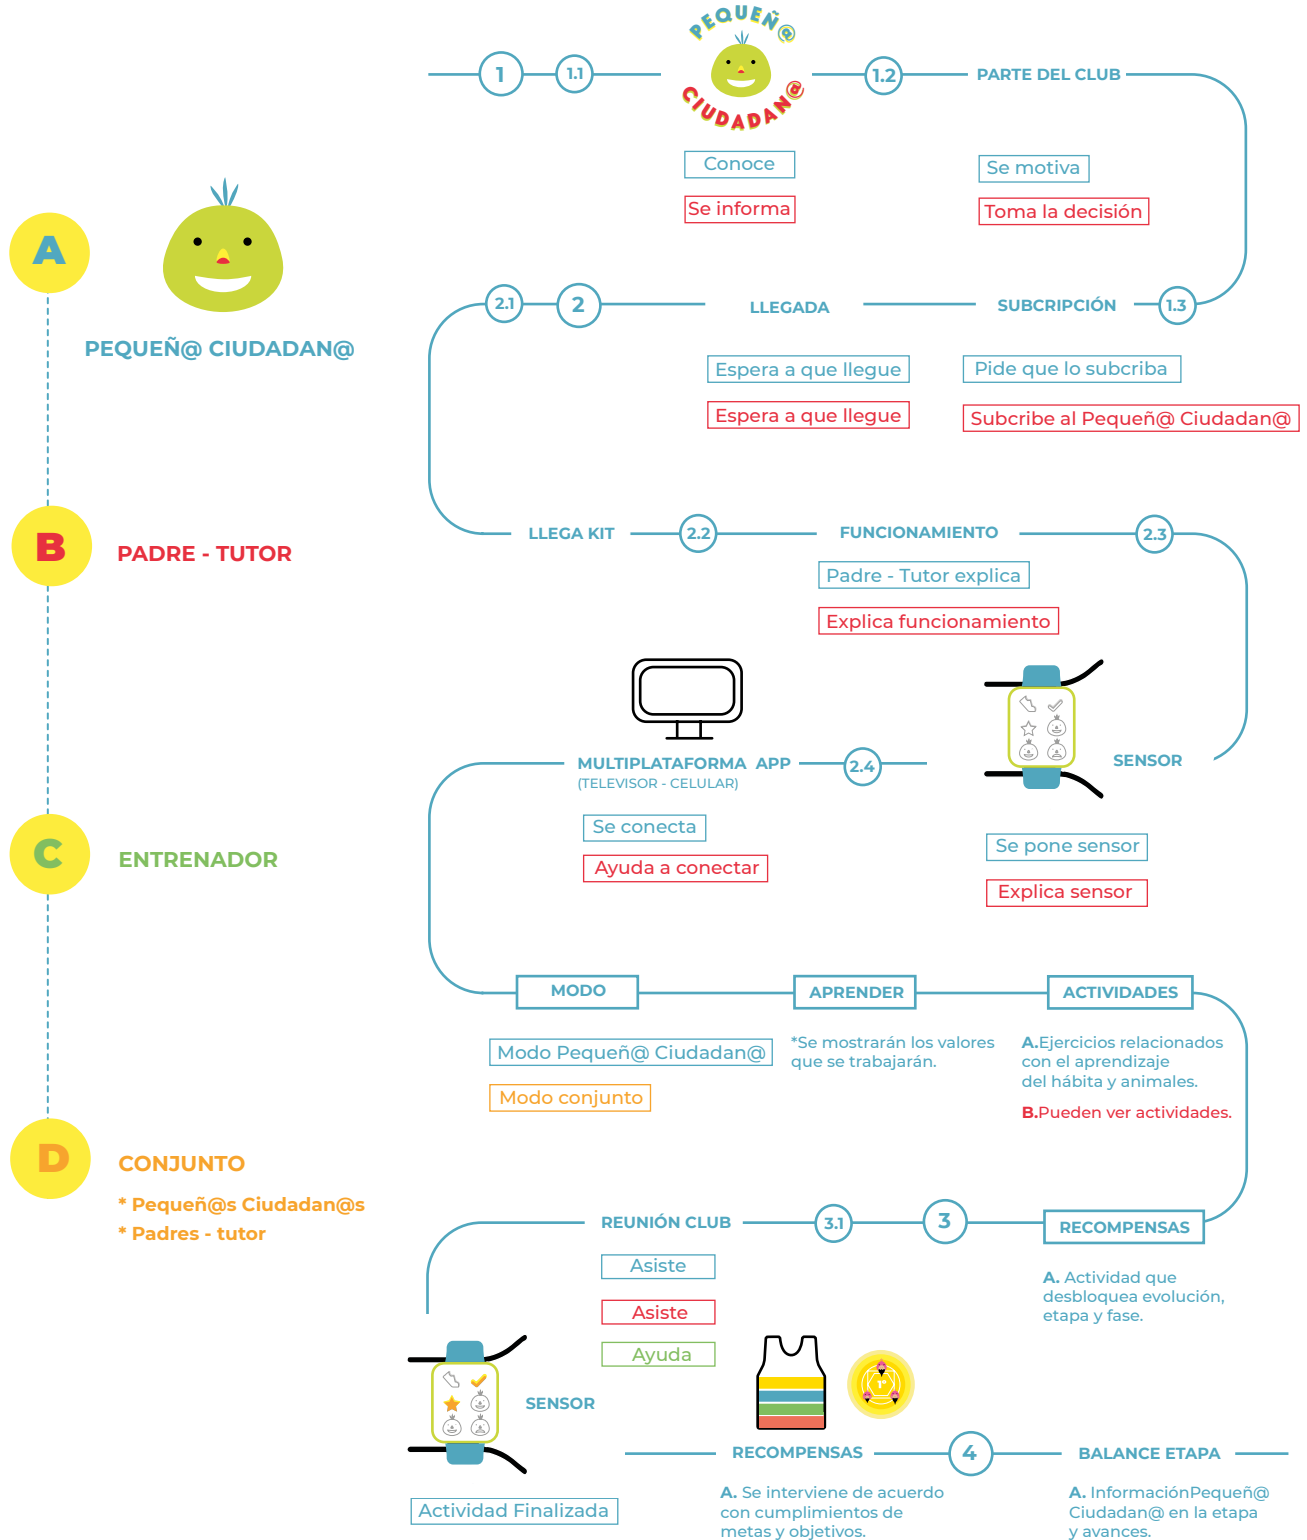 PEQUEÑ@
CIUDADAN@
1
1.1
1.2
PARTE DEL CLUB
Conoce
Se informa
Se motiva
Toma la decisión
A
PEQUEÑ@ CIUDADAN@
2.1
2
LLEGADA
SUBCRIPCIÓN
1.3
Espera a que llegue
Espera a que llegue
Pide que lo subcriba
Subcribe al Pequeñ@ Ciudadan@
B
PADRE - TUTOR
LLEGA KIT
2.2
FUNCIONAMIENTO
2.3
Padre - Tutor explica
Explica funcionamiento
MULTIPLATAFORMA APP
(TELEVISOR - CELULAR)
2.4
SENSOR
Se conecta
Ayuda a conectar
Se pone sensor
Explica sensor
C
ENTRENADOR
MODO
APRENDER
ACTIVIDADES
Modo Pequeñ@ Ciudadan@
Modo conjunto
*Se mostrarán los valores
que se trabajarán.
A.Ejercicios relacionados
con el aprendizaje
del hábita y animales.
B.Pueden ver actividades.
D
CONJUNTO
* Pequeñ@s Ciudadan@s
* Padres - tutor
REUNIÓN CLUB
3.1
3
RECOMPENSAS
Asiste
Asiste
Ayuda
A. Actividad que
desbloquea evolución,
etapa y fase.
SENSOR
Actividad Finalizada
1°
RECOMPENSAS
4
BALANCE ETAPA
A. Se interviene de acuerdo
con cumplimientos de
metas y objetivos.
A. InformaciónPequeñ@
Ciudadan@ en la etapa
y avances.